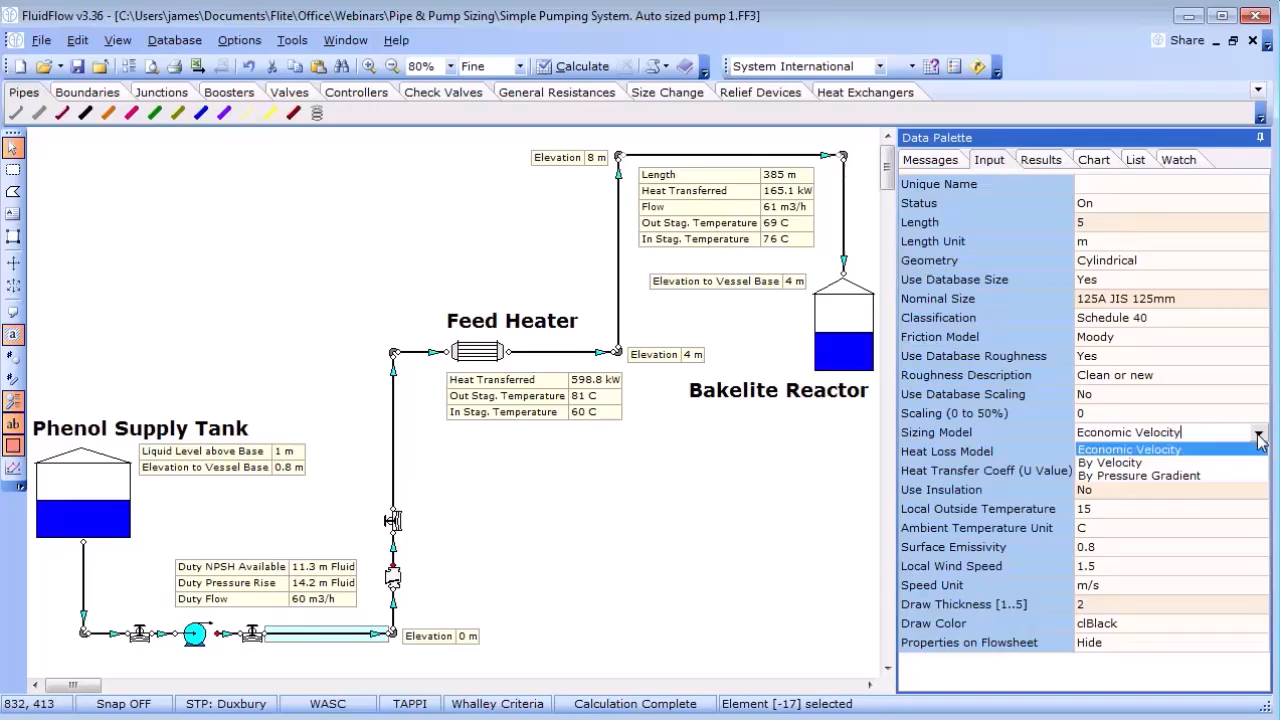 FluidFlow v3.36 - [C:\Users\james\Documents\Flite\Office\Webinars\Pipe & Pump Sizing\Simple Pumping System. Auto sized pump 1.FF3]
File Edit View Database Options Tools Window Help Share
80% Fine Calculate System International
Pipes Boundaries Junctions Boosters Valves Controllers Check Valves General Resistances Size Change Relief Devices Heat Exchangers
Elevation 8 m
Length 385 m
Heat Transferred 165.1 kW
Flow 61 m3/h
Out Stag. Temperature 69 C
In Stag. Temperature 76 C
Elevation to Vessel Base 4 m
Feed Heater
Elevation 4 m
Heat Transferred 598.8 kW
Out Stag. Temperature 81 C
In Stag. Temperature 60 C
Bakelite Reactor
Phenol Supply Tank
Liquid Level above Base 1 m
Elevation to Vessel Base 0.8 m
Duty NPSH Available 11.3 m Fluid
Duty Pressure Rise 14.2 m Fluid
Duty Flow 60 m3/h
Elevation 0 m
Data Palette
Messages Input Results Chart List Watch
Unique Name
Status On
Length 5
Length Unit m
Geometry Cylindrical
Use Database Size Yes
Nominal Size 125A JIS 125mm
Classification Schedule 40
Friction Model Moody
Use Database Roughness Yes
Roughness Description Clean or new
Use Database Scaling No
Scaling (0 to 50%) 0
Sizing Model Economic Velocity
Heat Loss Model Economic Velocity
By Velocity
Heat Transfer Coeff (U Value) By Pressure Gradient
Use Insulation No
Local Outside Temperature 15
Ambient Temperature Unit C
Surface Emissivity 0.8
Local Wind Speed 1.5
Speed Unit m/s
Draw Thickness [1..5] 2
Draw Color clBlack
Properties on Flowsheet Hide
832, 413 Snap OFF STP: Duxbury WASC TAPPI Whalley Criteria Calculation Complete Element [-17] selected